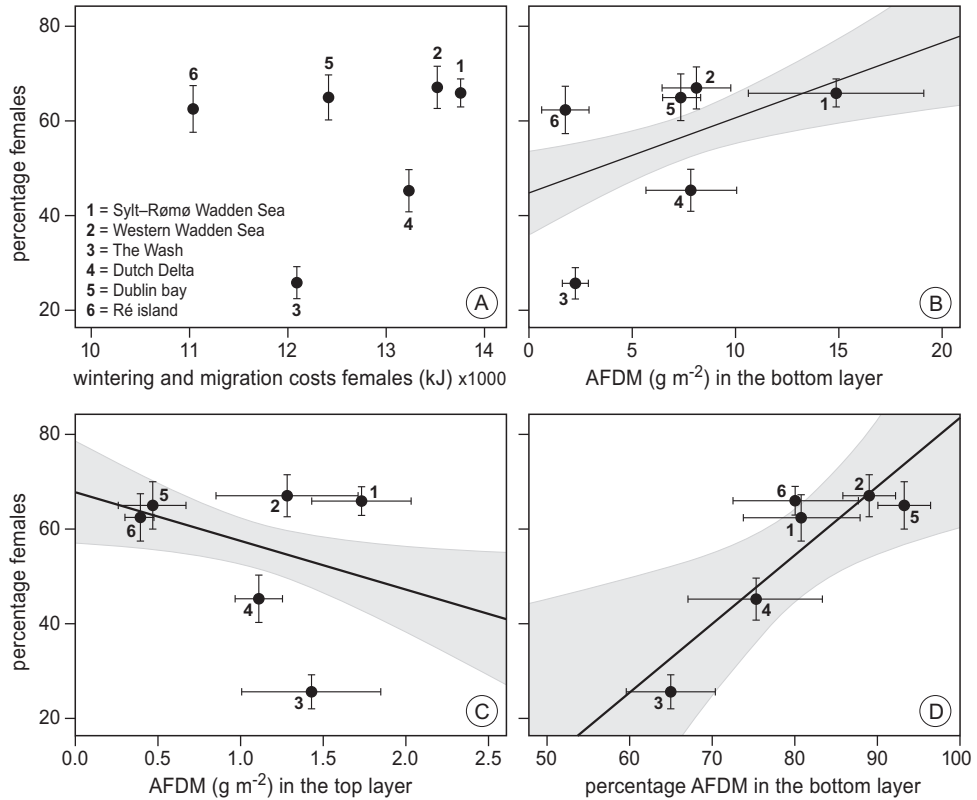 80
60
40
20
percentage females
6
5
2
1
4
3
1 = Sylt–Rømø Wadden Sea
2 = Western Wadden Sea
3 = The Wash
4 = Dutch Delta
5 = Dublin bay
6 = Ré island
A
10 11 12 13 14
wintering and migration costs females (kJ) x1000
6
5
2
1
4
3
B
0 5 10 15 20
AFDM (g m-2) in the bottom layer
80
60
40
20
percentage females
5
6
2
1
4
3
C
0.0 0.5 1.0 1.5 2.0 2.5
AFDM (g m-2) in the top layer
6
1
2
5
4
3
D
50 60 70 80 90 100
percentage AFDM in the bottom layer